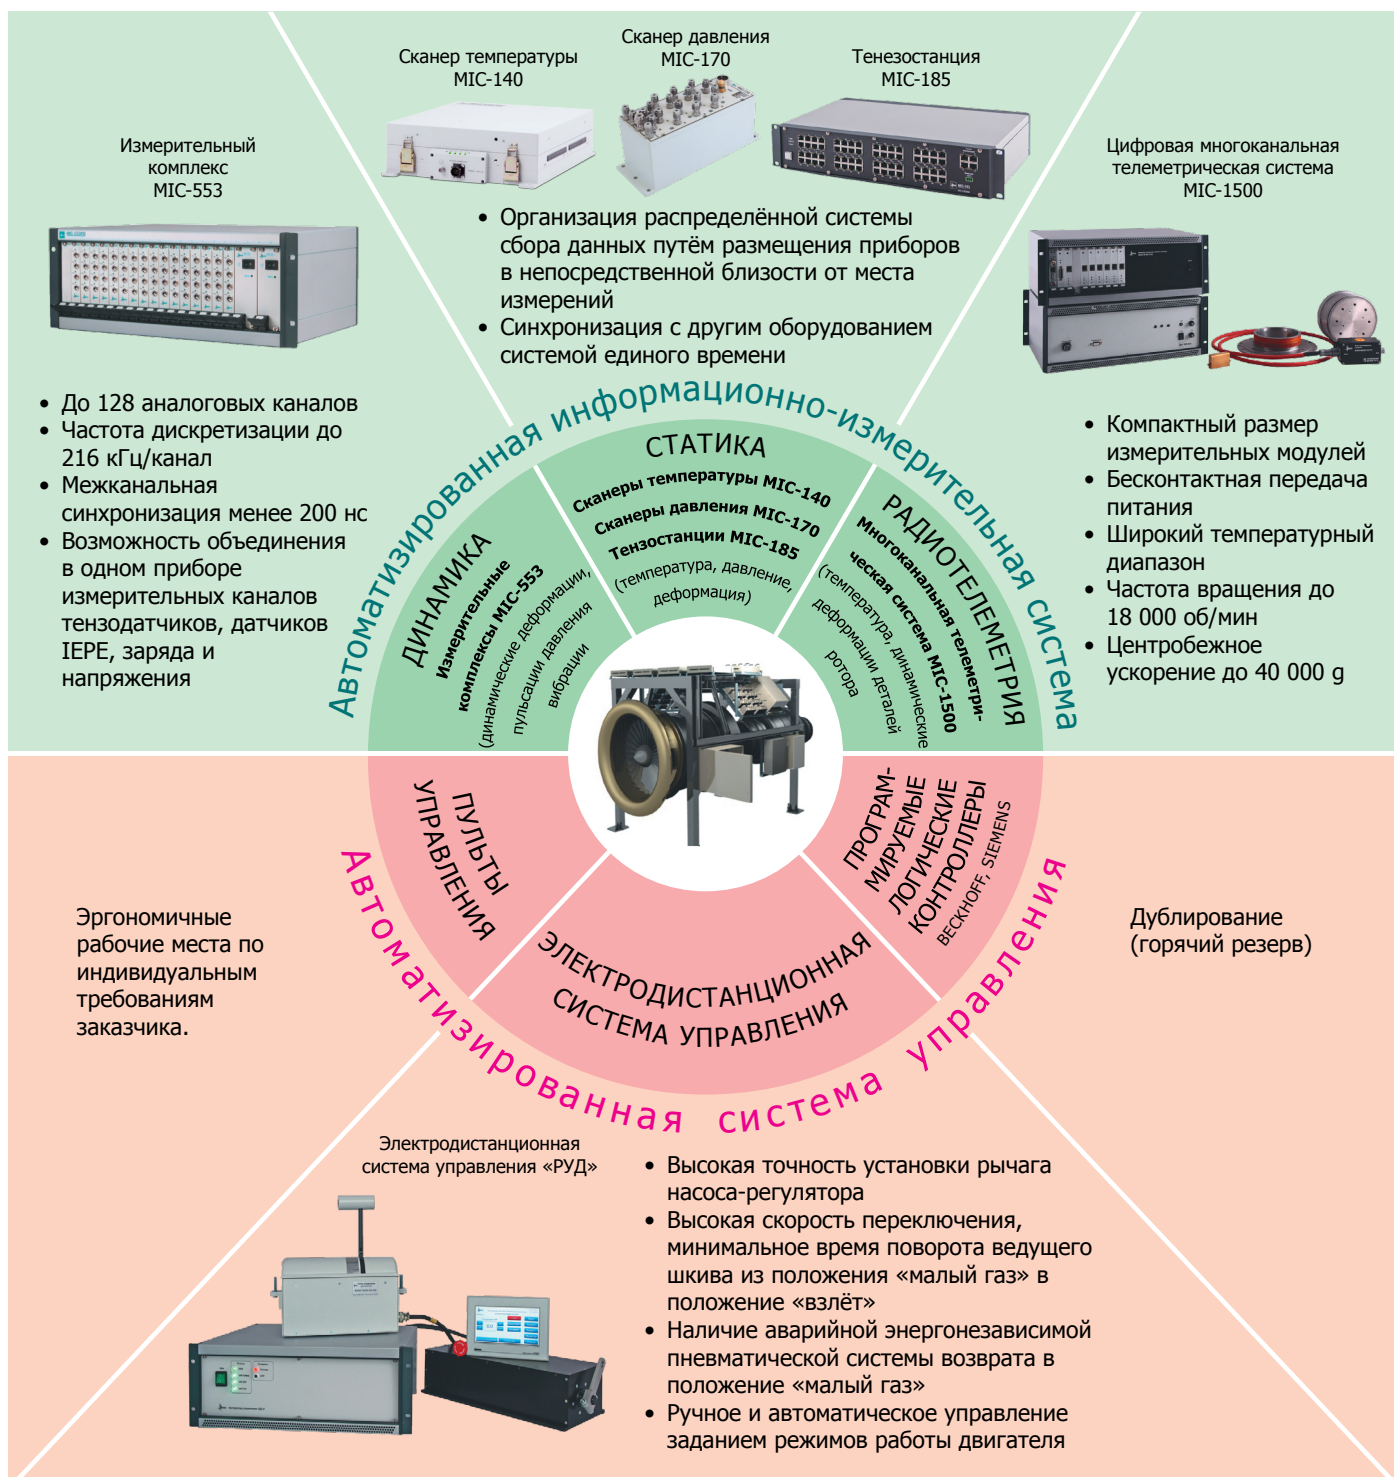 Сканер температуры
MIC-140
Сканер давления
MIC-170
Тенезостанция
MIC-185
Измерительный
комплекс
MIC-553
Цифровая многоканальная
телеметрическая система
MIC-1500
• Организация распределённой системы
сбора данных путём размещения приборов
в непосредственной близости от места
измерений
• Синхронизация с другим оборудованием
системой единого времени
• До 128 аналоговых каналов
• Частота дискретизации до
216 кГц/канал
• Межканальная
синхронизация менее 200 нс
• Возможность объединения
в одном приборе
измерительных каналов
тензодатчиков, датчиков
IEPE, заряда и
напряжения
• Компактный размер
измерительных модулей
• Бесконтактная передача
питания
• Широкий температурный
диапазон
• Частота вращения до
18 000 об/мин
• Центробежное
ускорение до 40 000 g
Автоматизированная информационно-измерительная система
ДИНАМИКА
Измерительные
комплексы MIC-553
(динамические деформации,
пульсации давления
вибрации
СТАТИКА
Сканеры температуры MIC-140
Сканеры давления MIC-170
Тензостанции MIC-185
(температура, давление,
деформация)
РАДИОТЕЛЕМЕТРИЯ
Многоканальная телеметри-
ческая система MIC-1500
(температура, динамические
деформации деталей
ротора
ПУЛЬТЫ
УПРАВЛЕНИЯ
ЭЛЕКТРОДИСТАНЦИОННАЯ
СИСТЕМА УПРАВЛЕНИЯ
ПРОГРАМ-
МИРУЕМЫЕ
ЛОГИЧЕСКИЕ
КОНТРОЛЛЕРЫ
BECKHOFF, SIEMENS
Автоматизированная система управления
Эргономичные
рабочие места по
индивидуальным
требованиям
заказчика.
Дублирование
(горячий резерв)
Электродистанционная
система управления «РУД»
• Высокая точность установки рычага
насоса-регулятора
• Высокая скорость переключения,
минимальное время поворота ведущего
шкива из положения «малый газ» в
положение «взлёт»
• Наличие аварийной энергонезависимой
пневматической системы возврата в
положение «малый газ»
• Ручное и автоматическое управление
заданием режимов работы двигателя